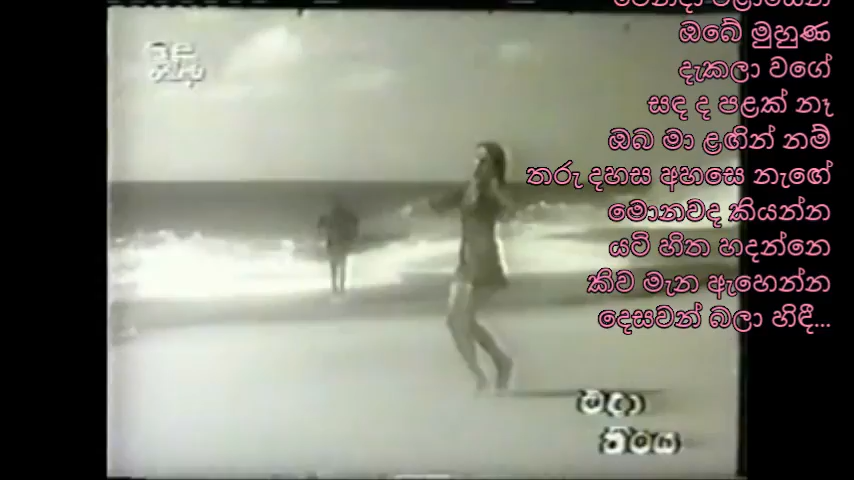 ඔබේ මුහුණ
දැකලා වගේ
සඳ ද පළක් නෑ
ඔබ මා ළඟින් නම්
තරු දහස අහසෙ නැඟේ
මොනවද කියන්න
යටි හිත හදන්නෙ
කිව මැන ඇහෙන්න
දෙසවන් බලා හිඳී...